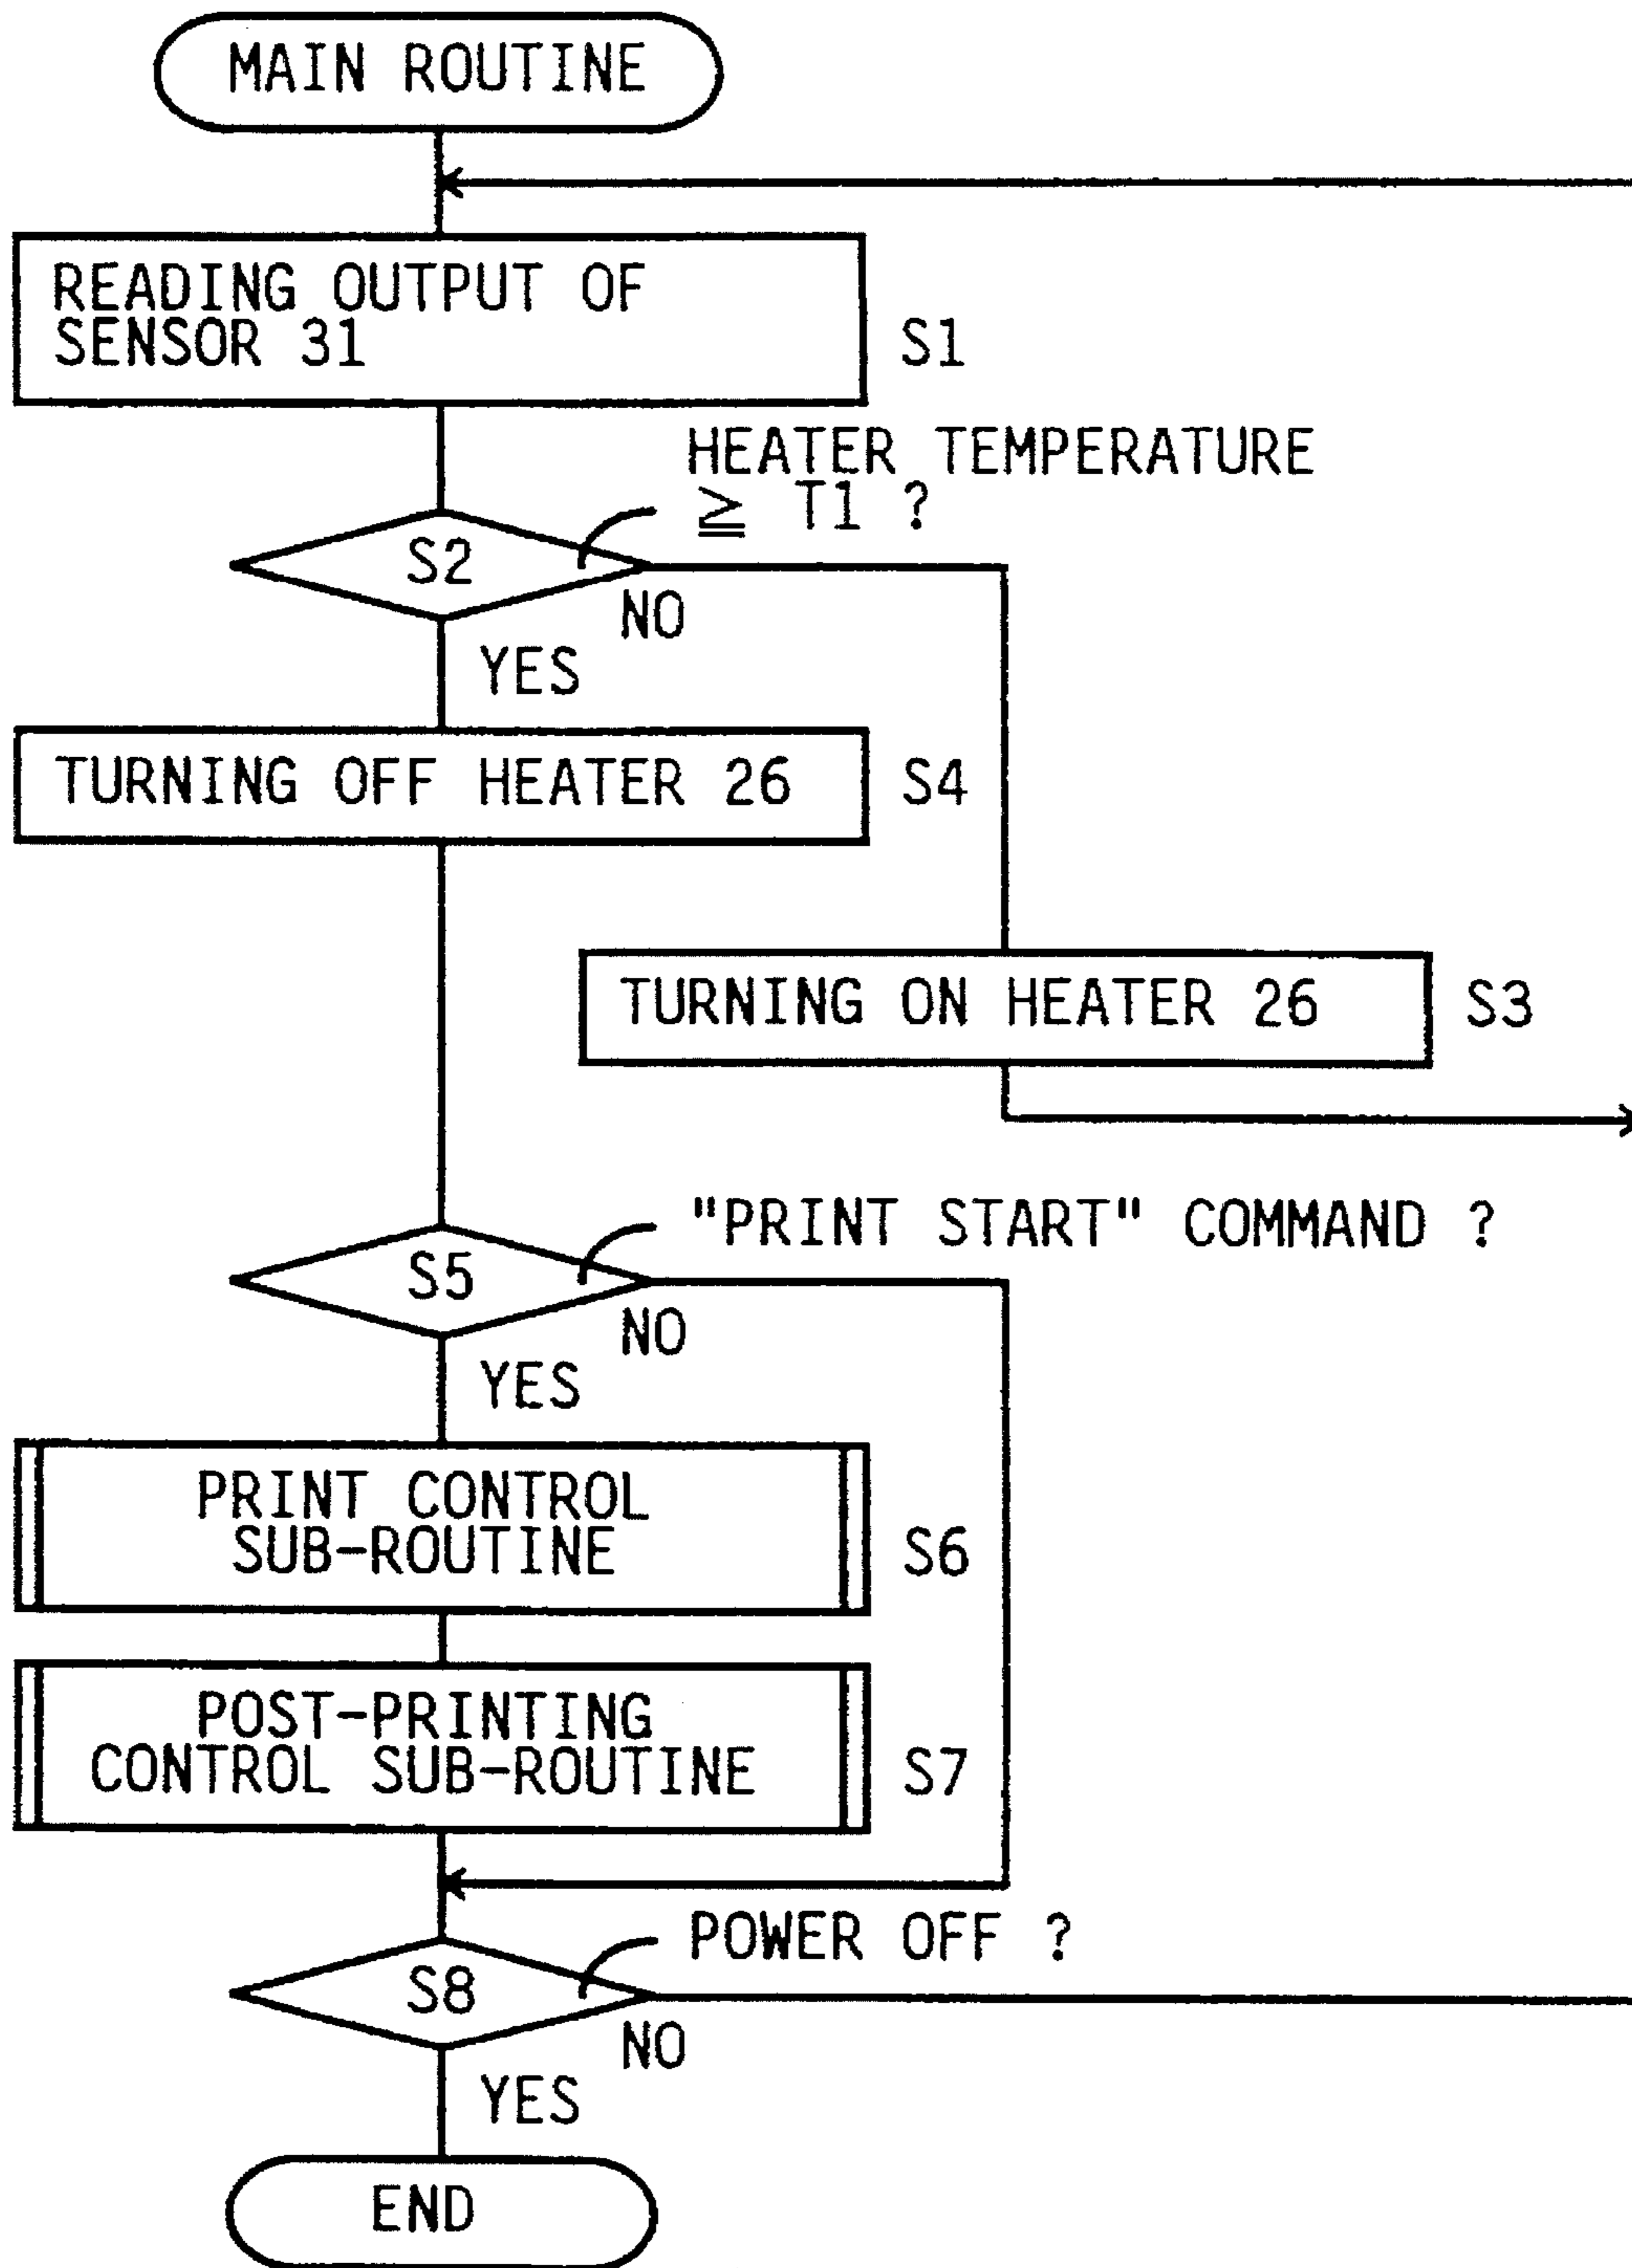 MAIN ROUTINE
READING OUTPUT OF
SENSOR 31
S1
HEATER TEMPERATURE
≧ T1 ?
S2
NO
YES
TURNING OFF HEATER 26
S4
TURNING ON HEATER 26
S3
"PRINT START" COMMAND ?
S5
NO
YES
PRINT CONTROL
SUB-ROUTINE
S6
POST-PRINTING
CONTROL SUB-ROUTINE
S7
POWER OFF ?
S8
NO
YES
END